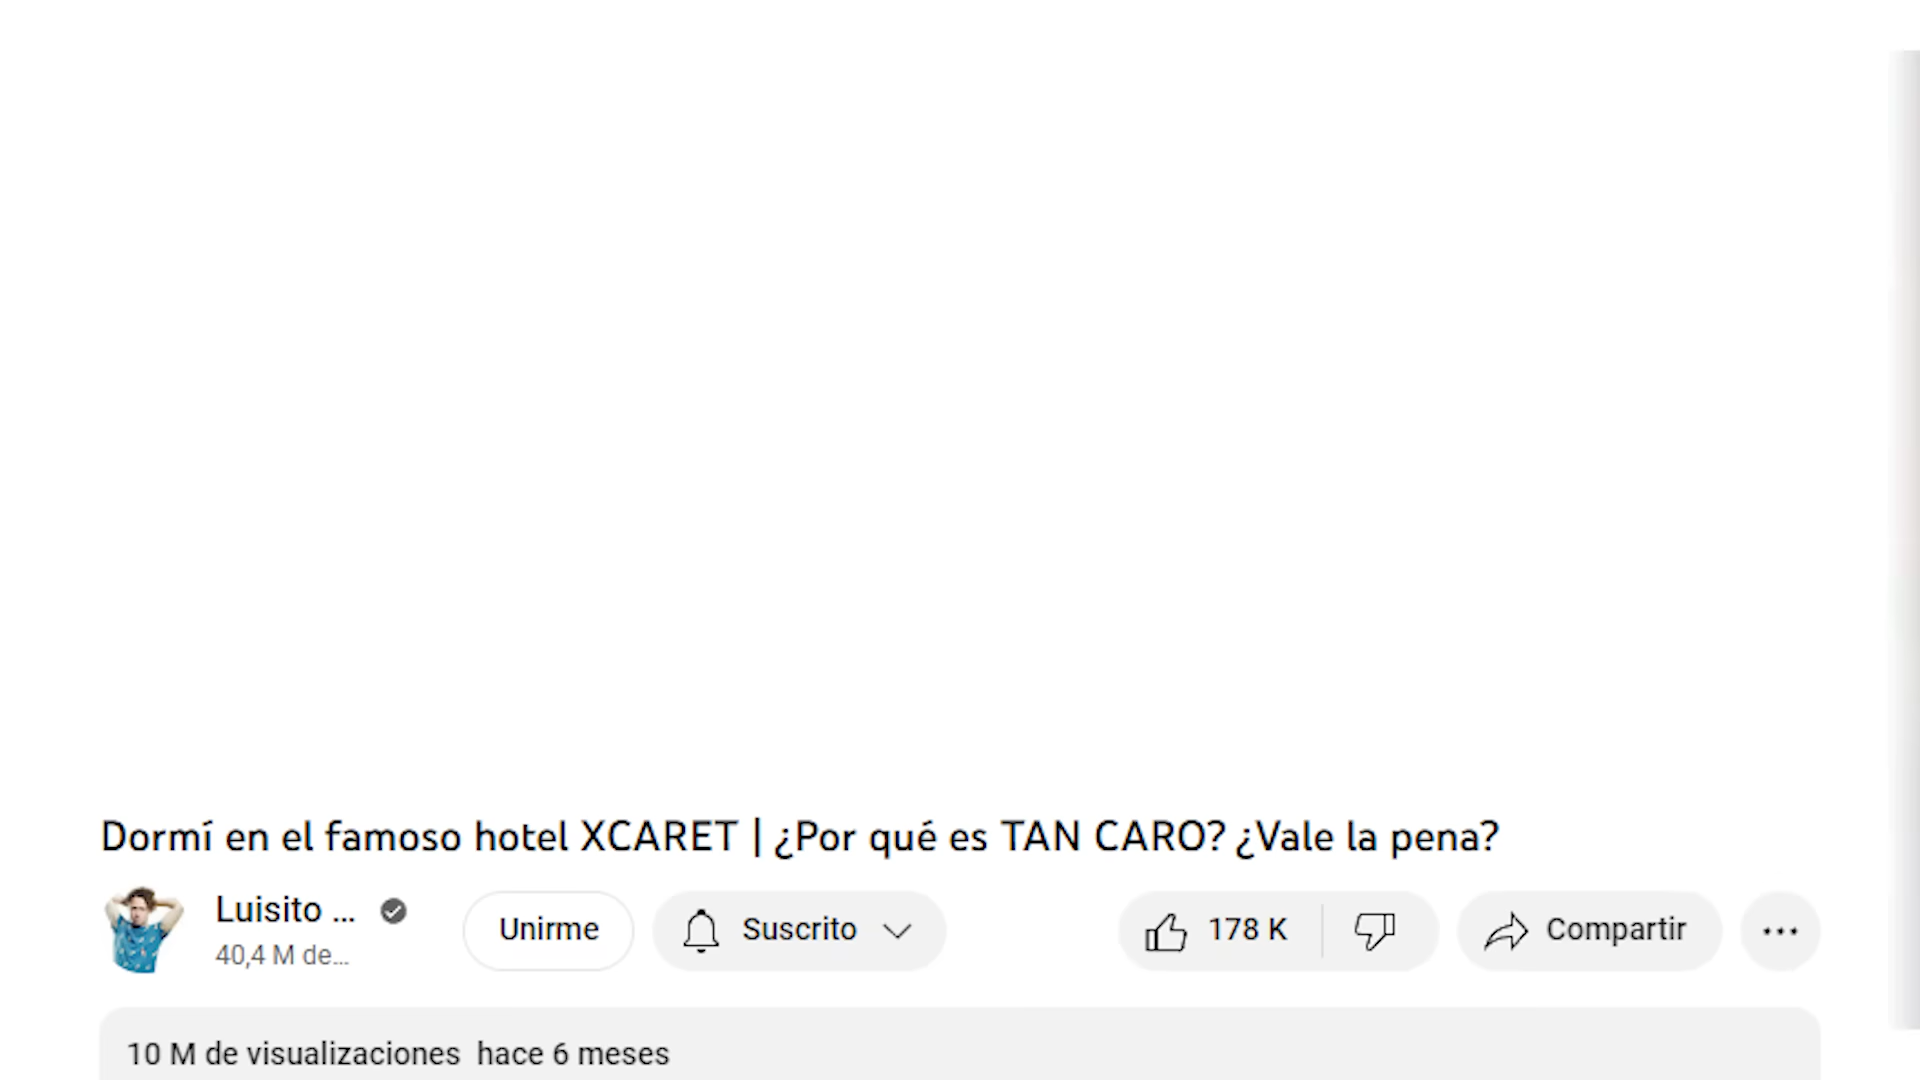 Dormí en el famoso hotel XCARET | ¿Por qué es TAN CARO? ¿Vale la pena?
Luisito ...
40,4 M de...
Unirme
Suscrito
178 K
Compartir
10 M de visualizaciones hace 6 meses